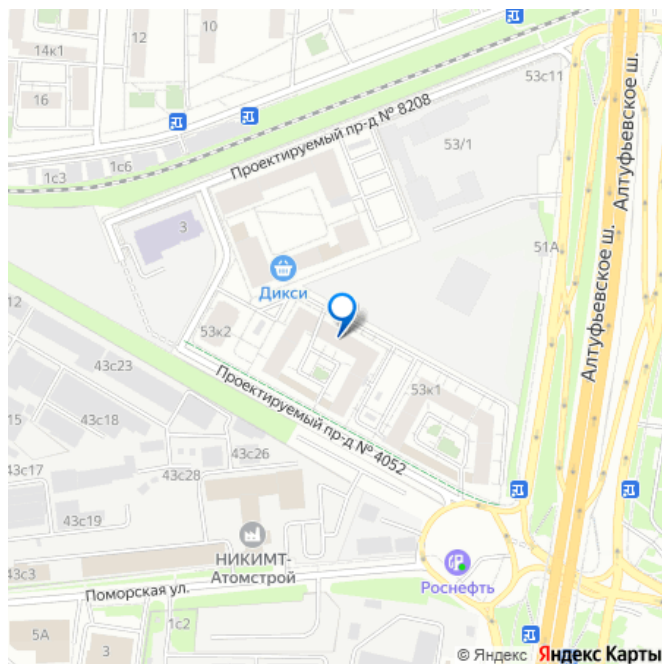 10
12
14к1
16
53с11
Алтуфьевское ш.
Проектируемый пр-д № 8208
53/1
1с6
1с3
3
51А
Алтуфьевское ш.
Дикси
12
53к2
43с23
53к1
15
43с18
Проектируемый пр-д № 4052
43с26
43с17
43с28
43с19
НИКИМТ-
Атомстрой
43с3
Роснефть
Поморская ул.
1с2
5А
3
© Яндекс Яндекс Карты